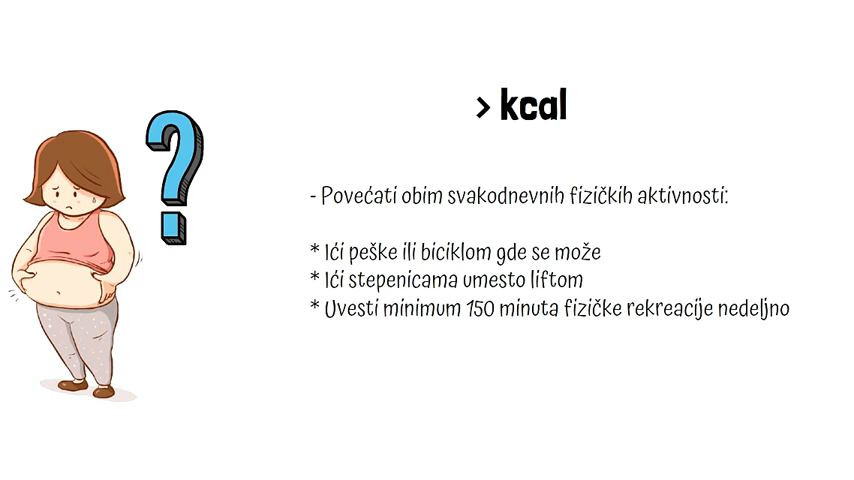 ?
> kcal
- Povećati obim svakodnevnih fizičkih aktivnosti:
* Ići peške ili biciklom gde se može
* Ići stepenicama umesto liftom
* Uvesti minimum 150 minuta fizičke rekreacije nedeljno